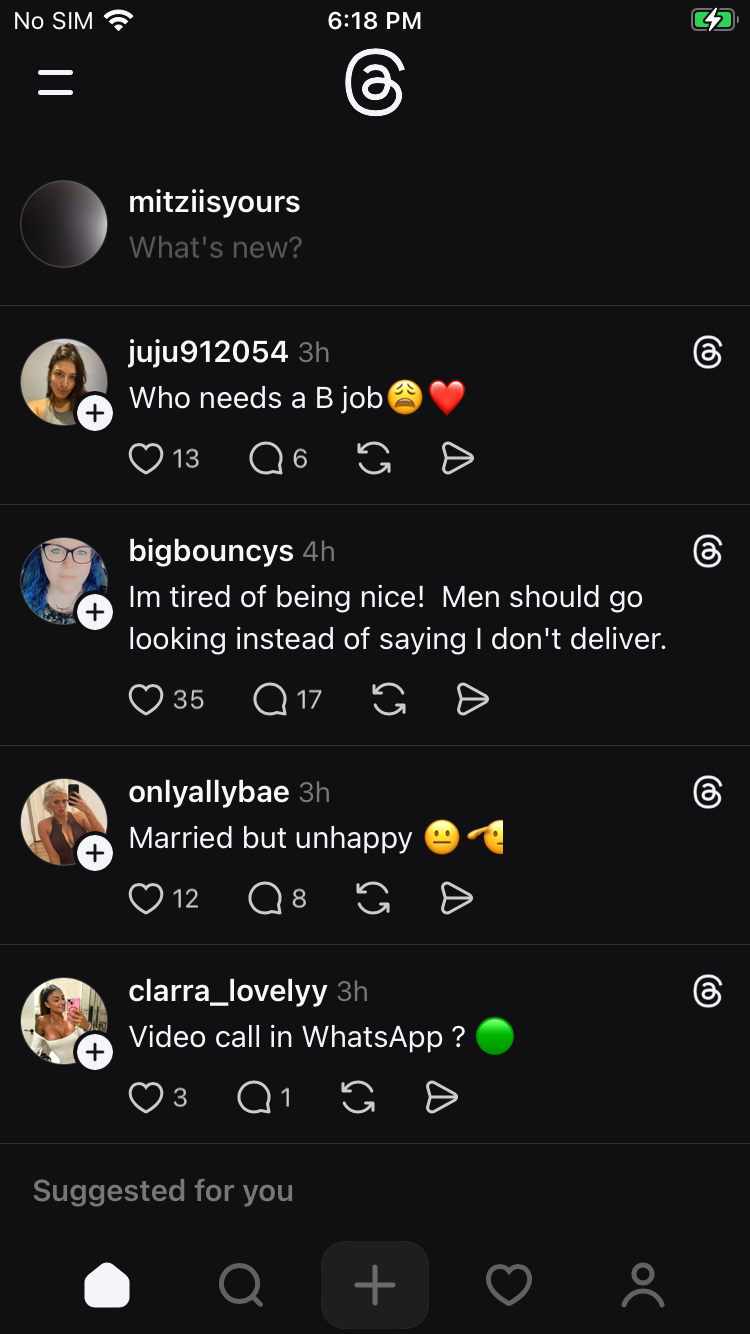 No SIM 6:18 PM
mitziisyours
What's new?
juju912054 3h
Who needs a B job😩❤️
13 6
bigbouncys 4h
Im tired of being nice!  Men should go
looking instead of saying I don't deliver.
35 17
onlyallybae 3h
Married but unhappy 😐🫡
12 8
clarra_lovelyy 3h
Video call in WhatsApp ? 🟢
3 1
Suggested for you